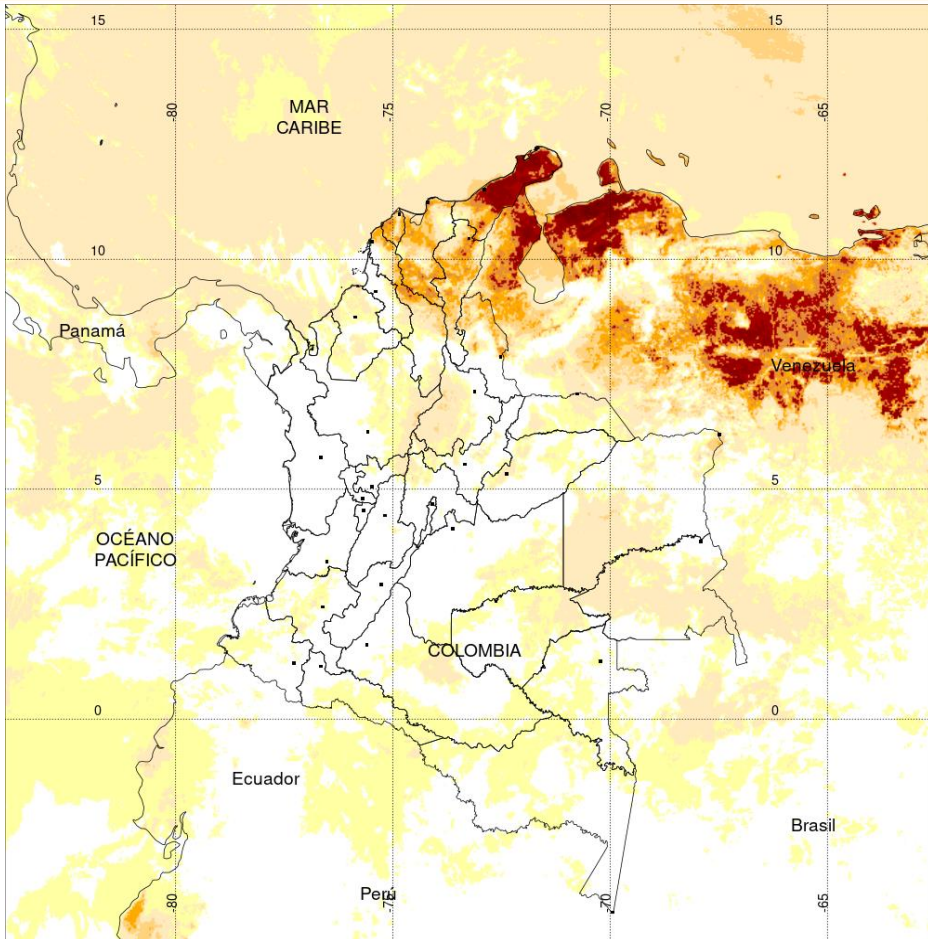 15
15
-80
-75
-70
-65
MAR
CARIBE
10
10
Panamá
Venezuela
5
5
OCÉANO
PACÍFICO
COLOMBIA
0
0
Ecuador
Brasil
Perú
-80
-75
-70
-65